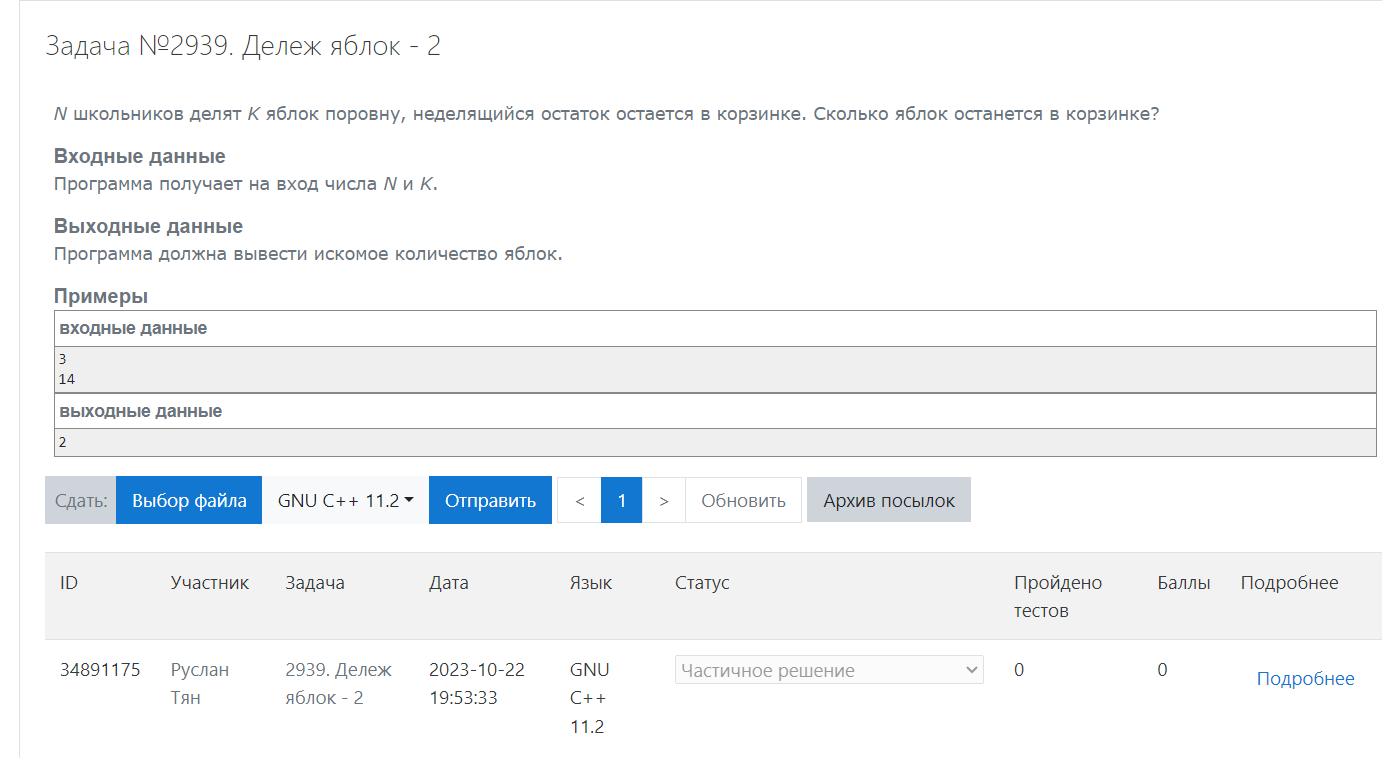 Задача №2939. Дележ яблок - 2
N школьников делят K яблок поровну, неделящийся остаток остается в корзинке. Сколько яблок останется в корзинке?
Входные данные
Программа получает на вход числа N и K.
Выходные данные
Программа должна вывести искомое количество яблок.
Примеры
входные данные
3
14
выходные данные
2
Сдать: Выбор файла GNU C++ 11.2 Отправить < 1 > Обновить Архив посылок
ID Участник Задача Дата Язык Статус Пройдено Баллы Подробнее
тестов
34891175 Руслан 2939. Дележ 2023-10-22 GNU Частичное решение 0 0 Подробнее
Тян яблок - 2 19:53:33 C++
11.2